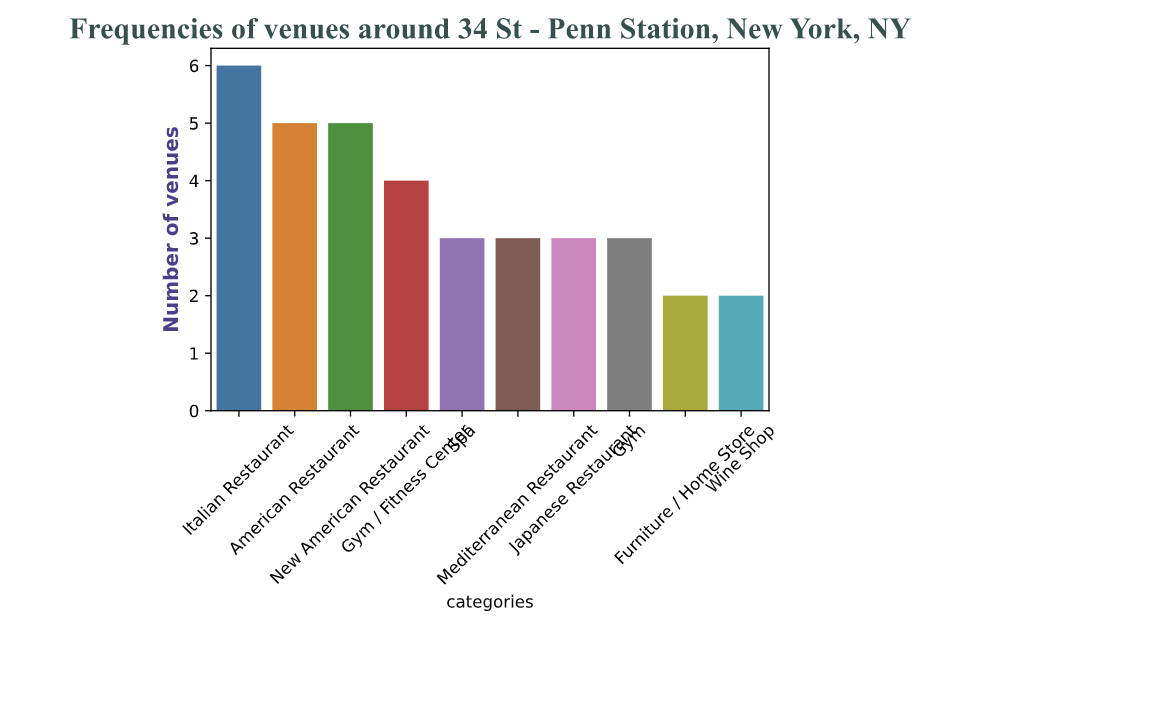 Frequencies of venues around 34 St - Penn Station, New York, NY
Number of venues
6
5
4
3
2
1
0
Italian Restaurant
American Restaurant
New American Restaurant
Gym / Fitness Center
Spa
Mediterranean Restaurant
Japanese Restaurant
Gym
Furniture / Home Store
Wine Shop
categories